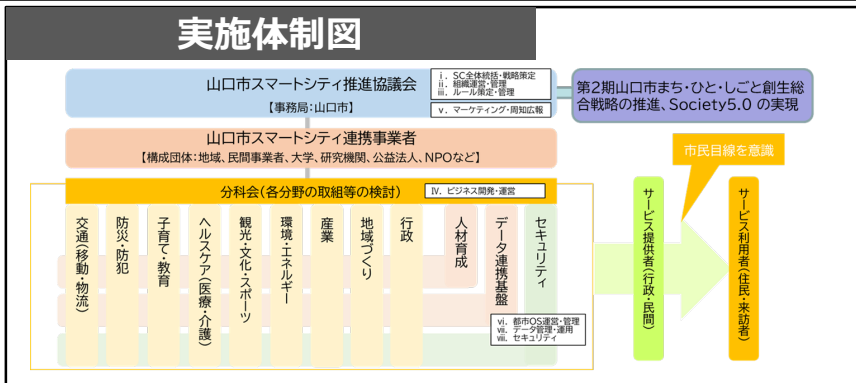 実施体制図
山口市スマートシティ推進協議会
【事務局:山口市】
ⅰ. SC全体統括・戦略策定
ⅱ. 組織運営・管理
ⅲ. ルール策定・管理
ⅴ. マーケティング・周知広報
第2期山口市まち・ひと・しごと創生総
合戦略の推進、Society5.0 の実現
山口市スマートシティ連携事業者
【構成団体:地域、民間事業者、大学、研究機関、公益法人、NPOなど】
市民目線を意識
分科会(各分野の取組等の検討)
Ⅳ. ビジネス開発・運営
交通(移動・物流)
防災・防犯
子育て・教育
ヘルスケア(医療・介護)
観光・文化・スポーツ
環境・エネルギー
産業
地域づくり
行政
人材育成
データ連携基盤
セキュリティ
ⅵ. 都市OS運営・管理
ⅶ. データ管理・運用
ⅷ. セキュリティ
サービス提供者(行政・民間)
サービス利用者(住民・来訪者)